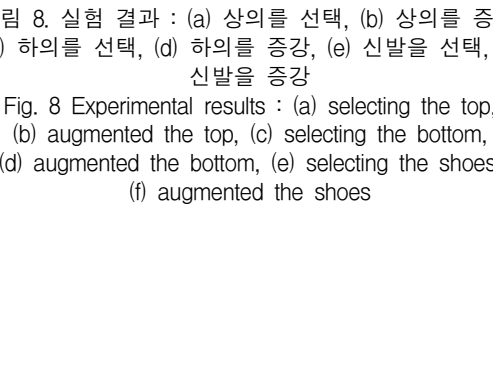 림 8. 실험 결과 : (a) 상의를 선택, (b) 상의를 증
) 하의를 선택, (d) 하의를 증강, (e) 신발을 선택,
신발을 증강
Fig. 8 Experimental results : (a) selecting the top,
(b) augmented the top, (c) selecting the bottom,
(d) augmented the bottom, (e) selecting the shoes
(f) augmented the shoes